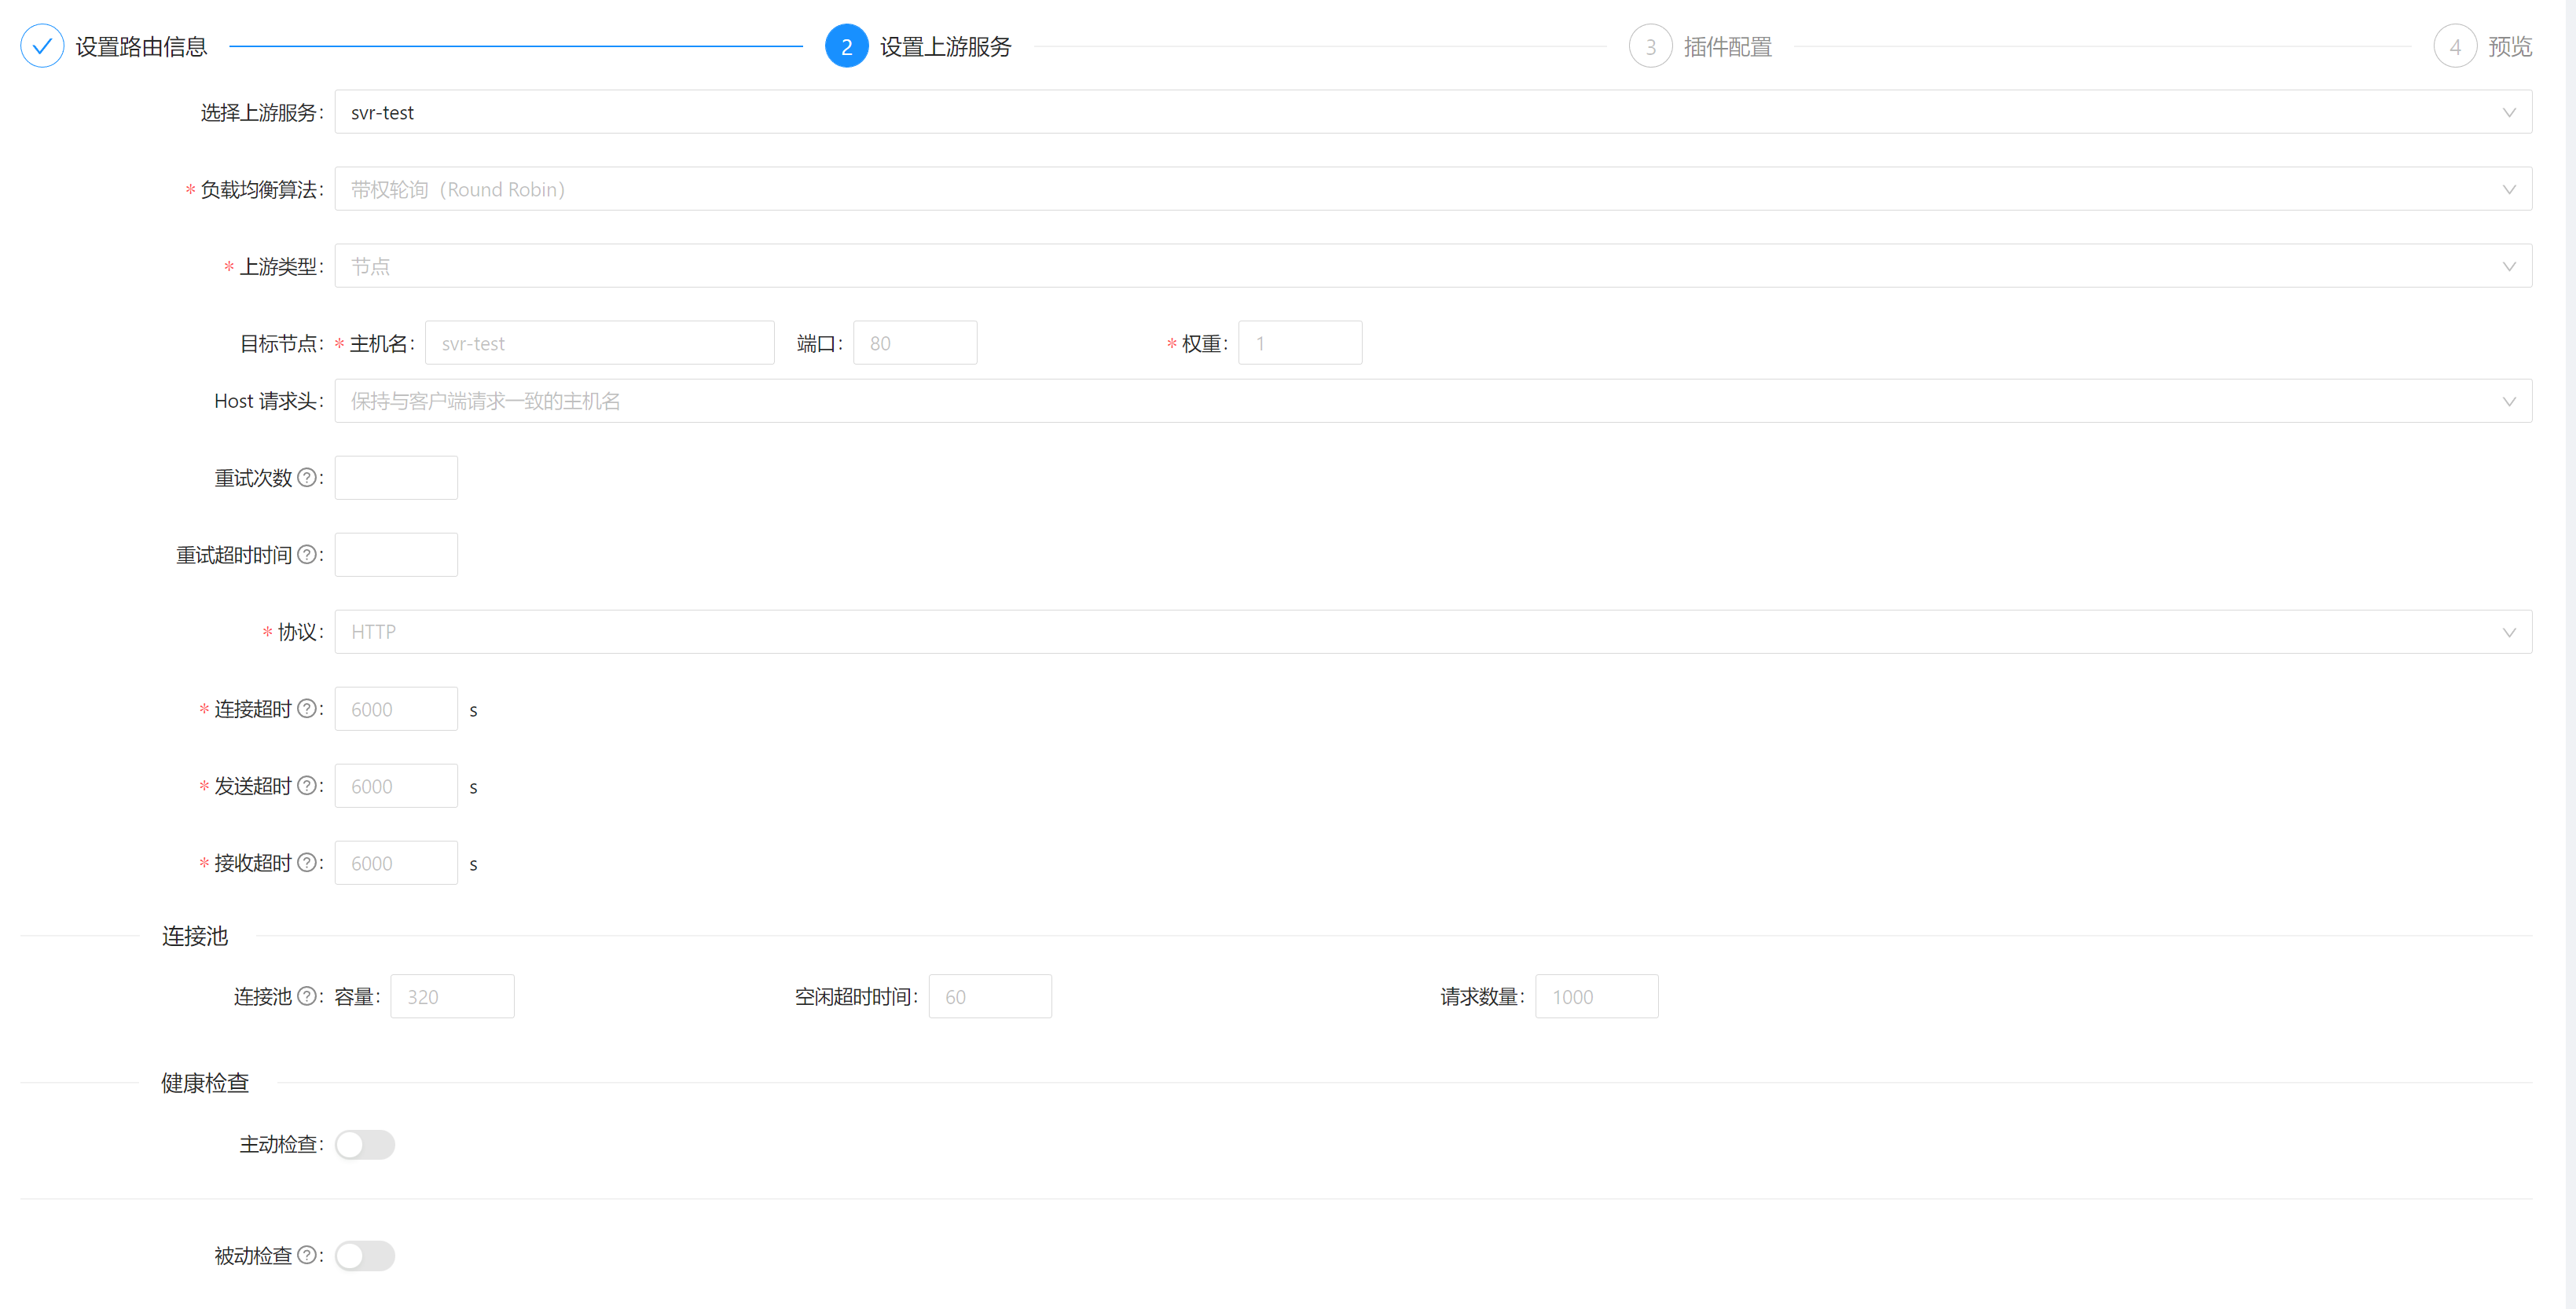 设置路由信息 2 设置上游服务 3 插件配置 4 预览
选择上游服务: svr-test
* 负载均衡算法: 带权轮询（Round Robin）
* 上游类型: 节点
目标节点: * 主机名: svr-test 端口: 80 * 权重: 1
Host 请求头: 保持与客户端请求一致的主机名
重试次数 ? :
重试超时时间 ? :
* 协议: HTTP
* 连接超时 ? : 6000 s
* 发送超时 ? : 6000 s
* 接收超时 ? : 6000 s
连接池
连接池 ? : 容量: 320 空闲超时时间: 60 请求数量: 1000
健康检查
主动检查:
被动检查 ? :